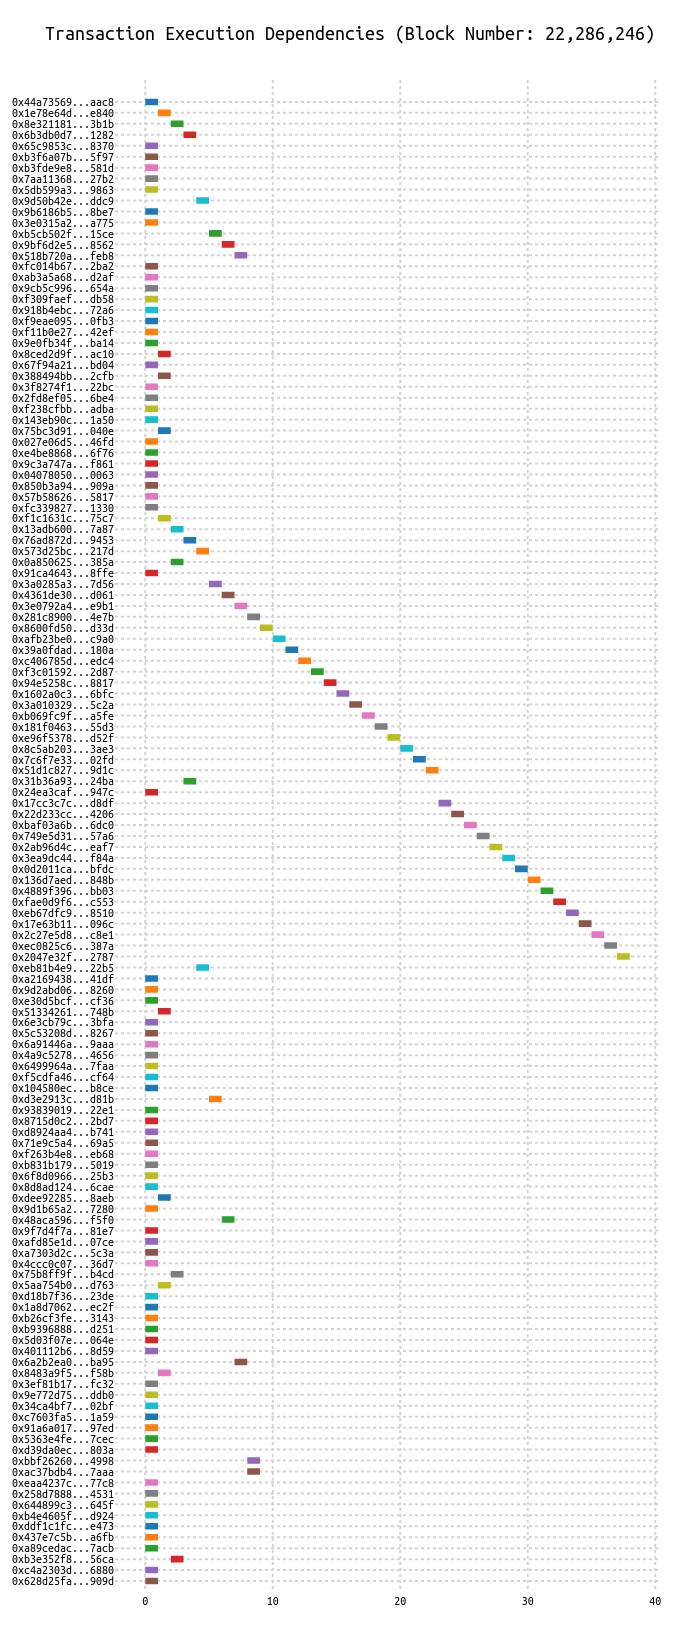 Transaction Execution Dependencies (Block Number: 22,286,246)
0x44a73569...aac8
0x1e78e64d...e840
0x8e321181...3b1b
0x6b3db0d7...1282
0x65c9853c...8370
0xb3f6a07b...5f97
0xb3fde9e8...581d
0x7aa11368...27b2
0x5db599a3...9863
0x9d50b42e...ddc9
0x9b6186b5...8be7
0x3e0315a2...a775
0xb5cb502f...15ce
0x9bf6d2e5...8562
0x518b720a...feb8
0xfc014b67...2ba2
0xab3a5a68...d2af
0x9cb5c996...654a
0xf309faef...db58
0x918b4ebc...72a6
0xf9eae095...0fb3
0xf11b0e27...42ef
0x9e0fb34f...ba14
0x8ced2d9f...ac10
0x67f94a21...bd04
0x388494bb...2cfb
0x3f8274f1...22bc
0x2fd8ef05...6be4
0xf238cfbb...adba
0x143eb90c...1a50
0x75bc3d91...040e
0x027e06d5...46fd
0xe4be8868...6f76
0x9c3a747a...f861
0x04078050...0063
0x850b3a94...909a
0x57b58626...5817
0xfc339827...1330
0xf1c1631c...75c7
0x13adb600...7a87
0x76ad872d...9453
0x573d25bc...217d
0x0a850625...385a
0x91ca4643...8ffe
0x3a0285a3...7d56
0x4361de30...d061
0x3e0792a4...e9b1
0x281c8900...4e7b
0x8600fd50...d33d
0xafb23be0...c9a0
0x39a0fdad...180a
0xc406785d...edc4
0xf3c01592...2d87
0x94e5258c...8817
0x1602a0c3...6bfc
0x3a010329...5c2a
0xb069fc9f...a5fe
0x181f0463...55d3
0xe96f5378...d52f
0x8c5ab203...3ae3
0x7c6f7e33...02fd
0x51d1c827...9d1c
0x31b36a93...24ba
0x24ea3caf...947c
0x17cc3c7c...d8df
0x22d233cc...4206
0xbaf03a6b...6dc0
0x749e5d31...57a6
0x2ab96d4c...eaf7
0x3ea9dc44...f84a
0x0d2011ca...bfdc
0x136d7aed...848b
0x4889f396...bb03
0xfae0d9f6...c553
0xeb67dfc9...8510
0x17e63b11...096c
0x2c27e5d8...c8e1
0xec0825c6...387a
0x2047e32f...2787
0xeb81b4e9...22b5
0xa2169438...41df
0x9d2abd06...8260
0xe30d5bcf...cf36
0x51334261...748b
0x6e3cb79c...3bfa
0x5c53208d...8267
0x6a91446a...9aaa
0x4a9c5278...4656
0x6499964a...7faa
0xf5cdfa46...cf64
0x104580ec...b8ce
0xd3e2913c...d81b
0x93839019...22e1
0x8715d0c2...2bd7
0xd8924aa4...b741
0x71e9c5a4...69a5
0xf263b4e8...eb68
0xb831b179...5019
0x6f8d0966...25b3
0x8d8ad124...6cae
0xdee92285...8aeb
0x9d1b65a2...7280
0x48aca596...f5f0
0x9f7d4f7a...81e7
0xafd85e1d...07ce
0xa7303d2c...5c3a
0x4ccc0c07...36d7
0x75b8ff9f...b4cd
0x5aa754b0...d763
0xd18b7f36...23de
0x1a8d7062...ec2f
0xb26cf3fe...3143
0xb9396888...d251
0x5d03f07e...064e
0x401112b6...8d59
0x6a2b2ea0...ba95
0x8483a9f5...f58b
0x3ef81b17...fc32
0x9e772d75...ddb0
0x34ca4bf7...02bf
0xc7603fa5...1a59
0x91a6a017...97ed
0x5363e4fe...7cec
0xd39da0ec...803a
0xbbf26260...4998
0xac37bdb4...7aaa
0xeaa4237c...77c8
0x258d7888...4531
0x644899c3...645f
0xb4e4605f...d924
0xddf1c1fc...e473
0x437e7c5b...a6fb
0xa89cedac...7acb
0xb3e352f8...56ca
0xc4a2303d...6880
0x628d25fa...909d
0 10 20 30 40